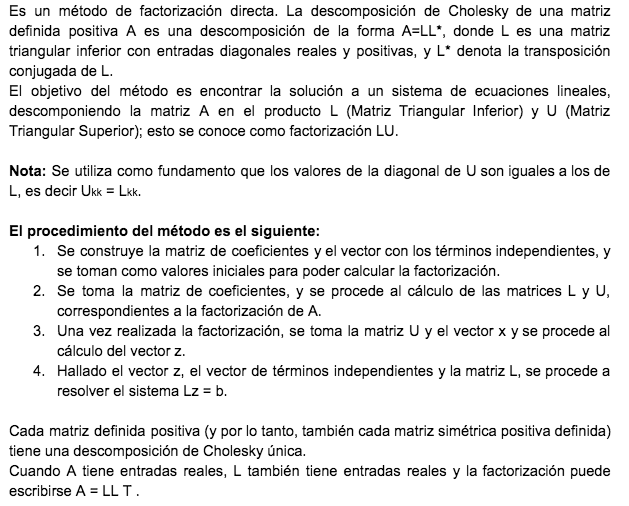 Es un método de factorización directa. La descomposición de Cholesky de una matriz
definida positiva A es una descomposición de la forma A=LL*, donde L es una matriz
triangular inferior con entradas diagonales reales y positivas, y L* denota la transposición
conjugada de L.
El objetivo del método es encontrar la solución a un sistema de ecuaciones lineales,
descomponiendo la matriz A en el producto L (Matriz Triangular Inferior) y U (Matriz
Triangular Superior); esto se conoce como factorización LU.
Nota: Se utiliza como fundamento que los valores de la diagonal de U son iguales a los de
L, es decir Ukk = Lkk.
El procedimiento del método es el siguiente:
1. Se construye la matriz de coeficientes y el vector con los términos independientes, y
se toman como valores iniciales para poder calcular la factorización.
2. Se toma la matriz de coeficientes, y se procede al cálculo de las matrices L y U,
correspondientes a la factorización de A.
3. Una vez realizada la factorización, se toma la matriz U y el vector x y se procede al
cálculo del vector z.
4. Hallado el vector z, el vector de términos independientes y la matriz L, se procede a
resolver el sistema Lz = b.
Cada matriz definida positiva (y por lo tanto, también cada matriz simétrica positiva definida)
tiene una descomposición de Cholesky única.
Cuando A tiene entradas reales, L también tiene entradas reales y la factorización puede
escribirse A = LL T .